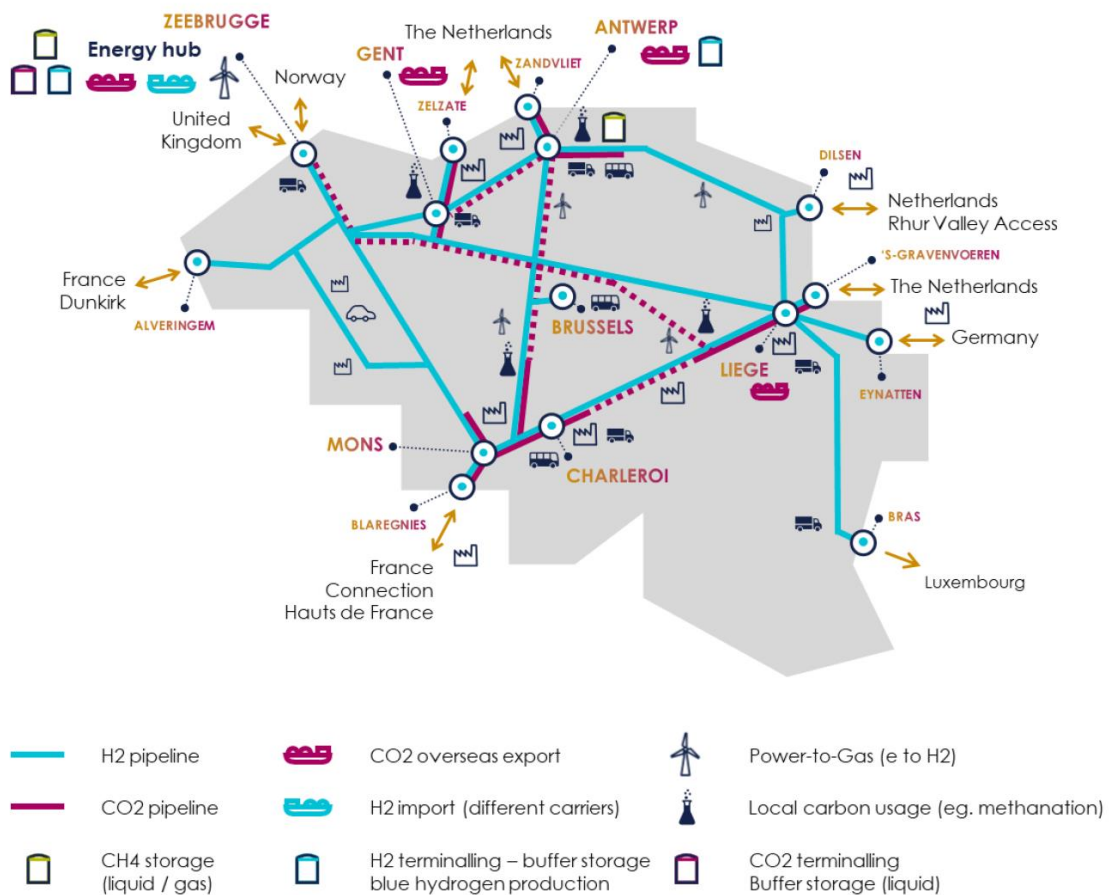 ZEEBRUGGE
Energy hub
Norway
United
Kingdom
The Netherlands
GENT
ZELZATE
ZANDVLIET
ANTWERP
DILSEN
Netherlands
Rhur Valley Access
'S-GRAVENVOEREN
The Netherlands
Germany
EYNATTEN
France
Dunkirk
ALVERINGEM
BRUSSELS
LIEGE
MONS
CHARLEROI
BLAREGNIES
France
Connection
Hauts de France
BRAS
Luxembourg
H2 pipeline
CO2 overseas export
Power-to-Gas (e to H2)
CO2 pipeline
H2 import (different carriers)
Local carbon usage (eg. methanation)
CH4 storage
(liquid / gas)
H2 terminalling – buffer storage
blue hydrogen production
CO2 terminalling
Buffer storage (liquid)